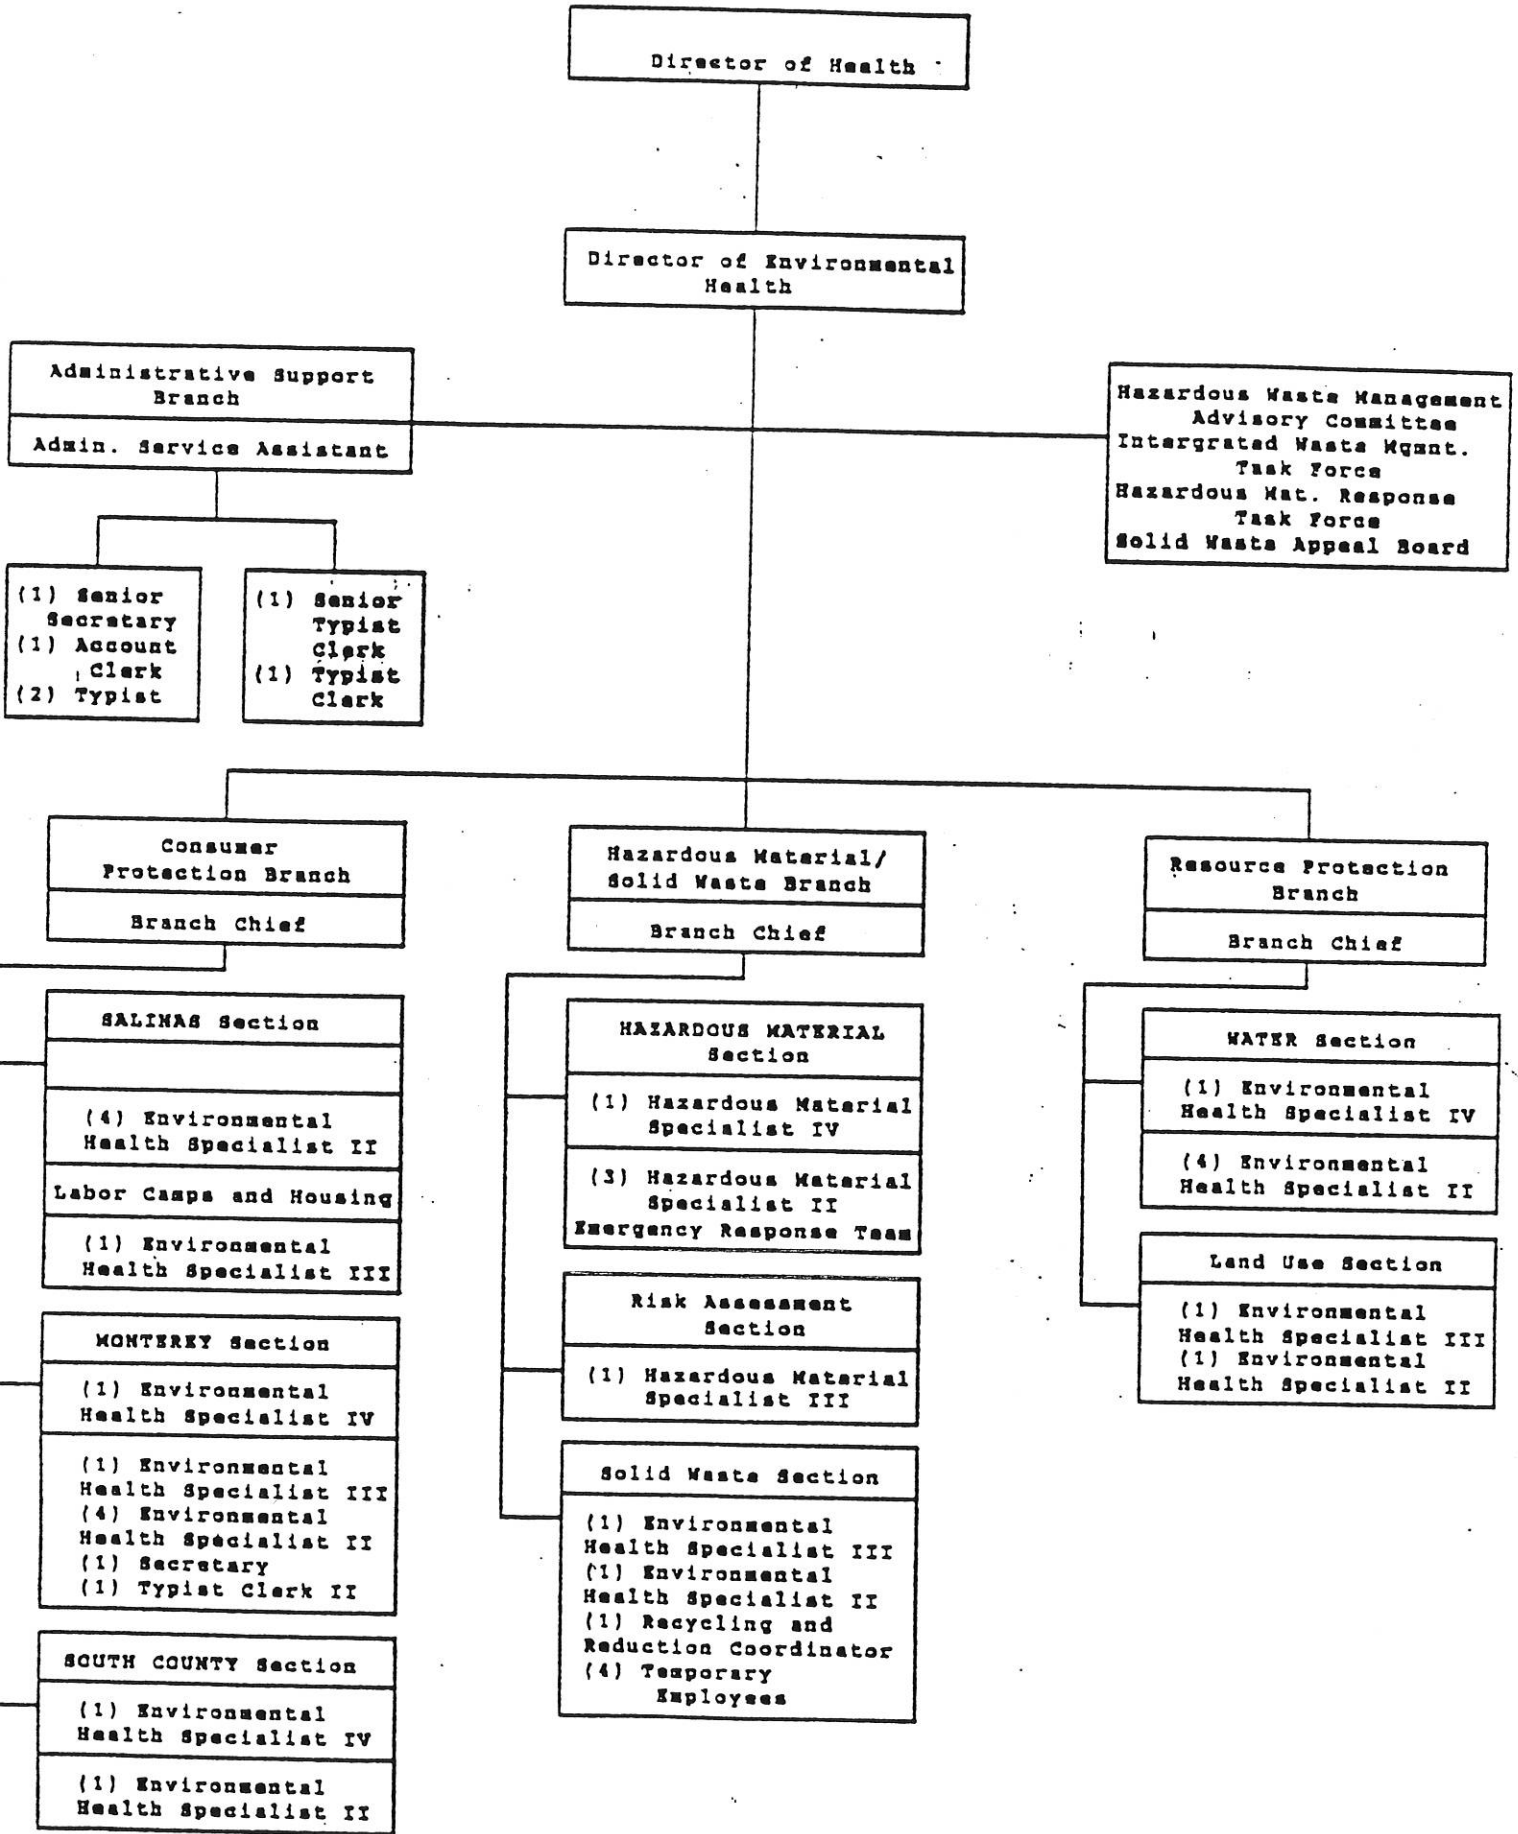 Director of Health
Director of Environmental
Health
Administrative Support
Branch
Admin. Service Assistant
Hazardous Waste Management
Advisory Committee
Intergrated Waste Mgmnt.
Task Force
Hazardous Mat. Response
Task Force
Solid Waste Appeal Board
(1) Senior
Secretary
(1) Account
Clerk
(2) Typist
(1) Senior
Typist
Clerk
(1) Typist
Clerk
Consumer
Protection Branch
Branch Chief
SALINAS Section
(4) Environmental
Health Specialist II
Labor Camps and Housing
(1) Environmental
Health Specialist III
MONTEREY Section
(1) Environmental
Health Specialist IV
(1) Environmental
Health Specialist III
(4) Environmental
Health Specialist II
(1) Secretary
(1) Typist Clerk II
SOUTH COUNTY Section
(1) Environmental
Health Specialist IV
(1) Environmental
Health Specialist II
Hazardous Material/
Solid Waste Branch
Branch Chief
HAZARDOUS MATERIAL
Section
(1) Hazardous Material
Specialist IV
(3) Hazardous Material
Specialist II
Emergency Response Team
Risk Assessment
Section
(1) Hazardous Material
Specialist III
Solid Waste Section
(1) Environmental
Health Specialist III
(1) Environmental
Health Specialist II
(1) Recycling and
Reduction Coordinator
(4) Temporary
Employees
Resource Protection
Branch
Branch Chief
WATER Section
(1) Environmental
Health Specialist IV
(4) Environmental
Health Specialist II
Land Use Section
(1) Environmental
Health Specialist III
(1) Environmental
Health Specialist II